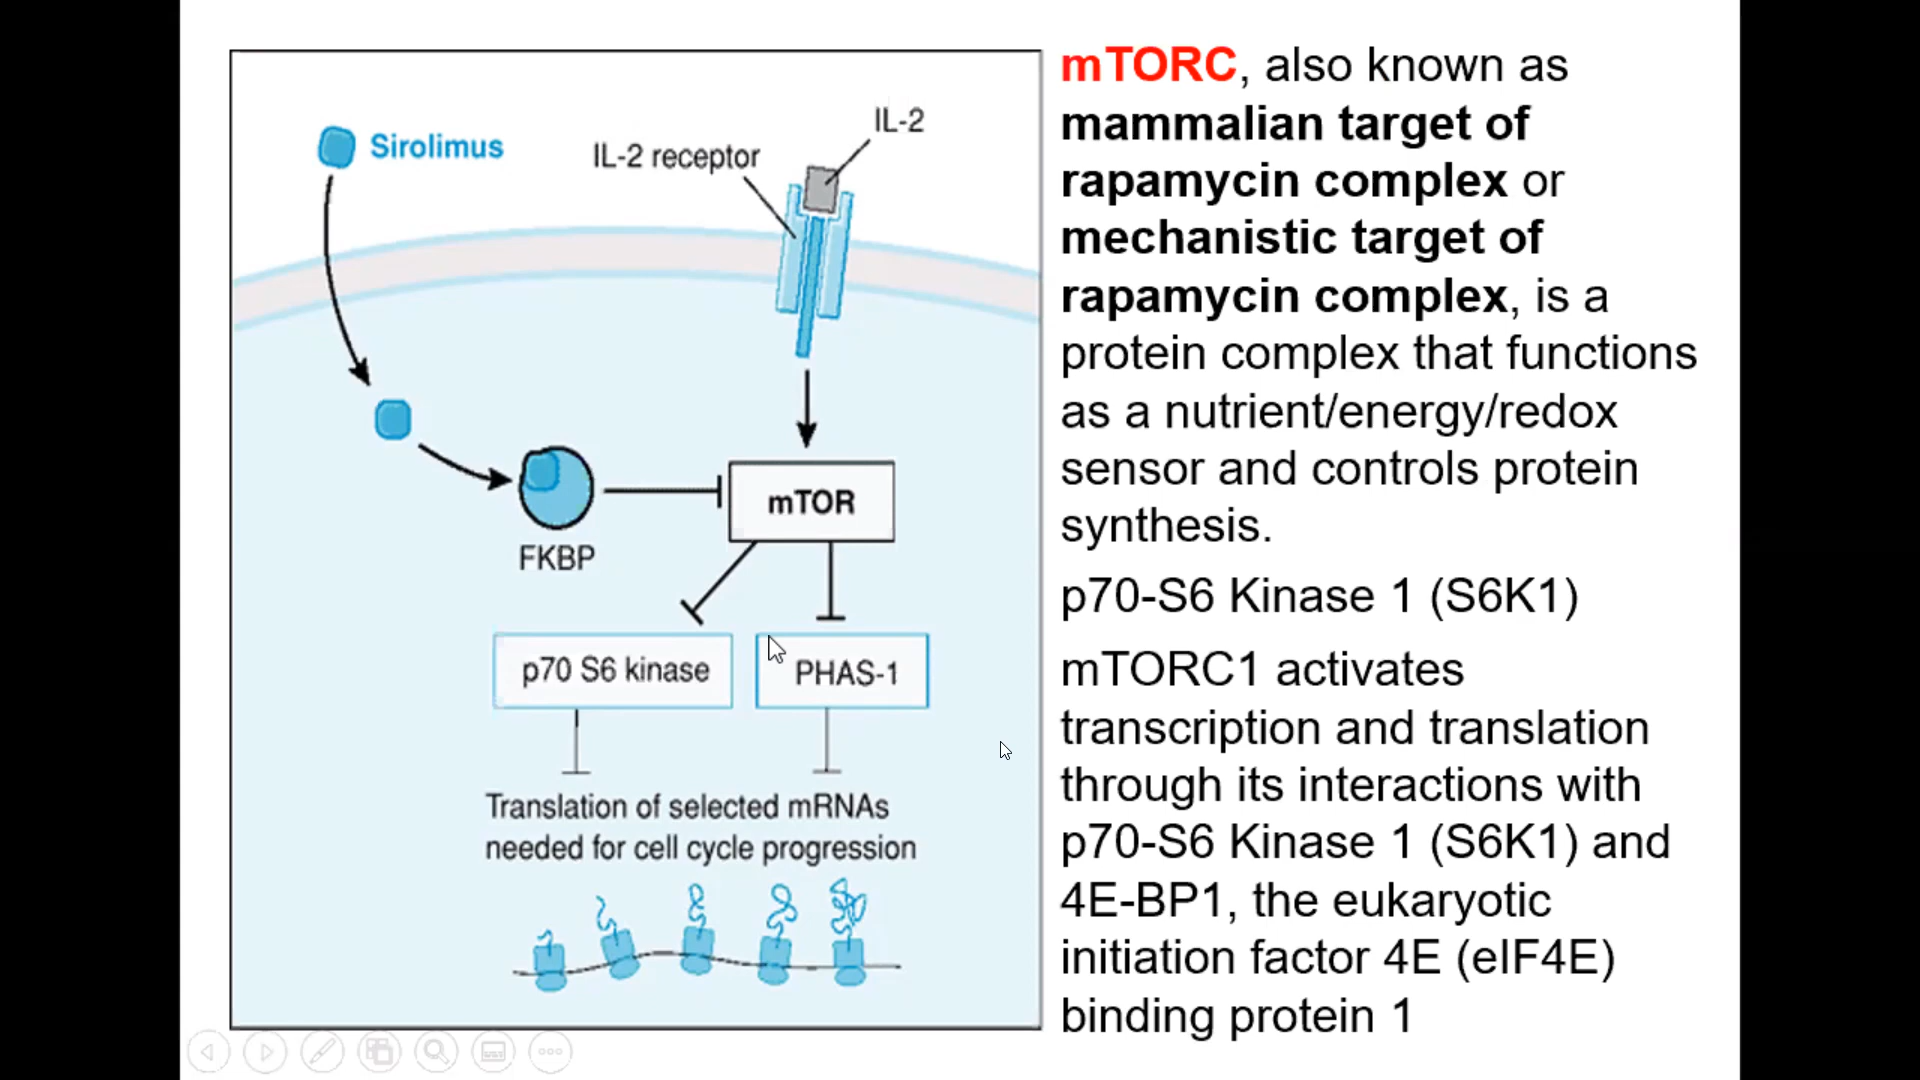 Sirolimus
IL-2 receptor
IL-2
mTOR
FKBP
p70 S6 kinase
PHAS-1
Translation of selected mRNAs
needed for cell cycle progression
mTORC, also known as
mammalian target of
rapamycin complex or
mechanistic target of
rapamycin complex, is a
protein complex that functions
as a nutrient/energy/redox
sensor and controls protein
synthesis.
p70-S6 Kinase 1 (S6K1)
mTORC1 activates
transcription and translation
through its interactions with
p70-S6 Kinase 1 (S6K1) and
4E-BP1, the eukaryotic
initiation factor 4E (eIF4E)
binding protein 1